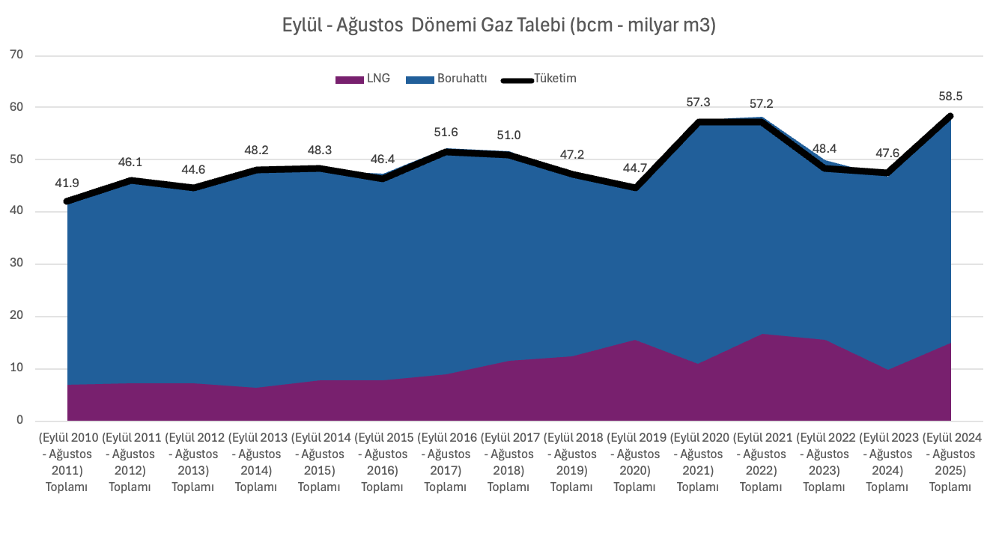 Eylül - Ağustos  Dönemi Gaz Talebi (bcm - milyar m3)
70
LNG Boruhattı Tüketim
60
50
40
30
20
10
0
41.9 46.1 44.6 48.2 48.3 46.4 51.6 51.0 47.2 44.7 57.3 57.2 48.4 47.6 58.5
(Eylül 2010 (Eylül 2011 (Eylül 2012 (Eylül 2013 (Eylül 2014 (Eylül 2015 (Eylül 2016 (Eylül 2017 (Eylül 2018 (Eylül 2019 (Eylül 2020 (Eylül 2021 (Eylül 2022 (Eylül 2023 (Eylül 2024
- Ağustos - Ağustos - Ağustos - Ağustos - Ağustos - Ağustos - Ağustos - Ağustos - Ağustos - Ağustos - Ağustos - Ağustos - Ağustos - Ağustos - Ağustos
2011) 2012) 2013) 2014) 2015) 2016) 2017) 2018) 2019) 2020) 2021) 2022) 2023) 2024) 2025)
Toplamı Toplamı Toplamı Toplamı Toplamı Toplamı Toplamı Toplamı Toplamı Toplamı Toplamı Toplamı Toplamı Toplamı Toplamı